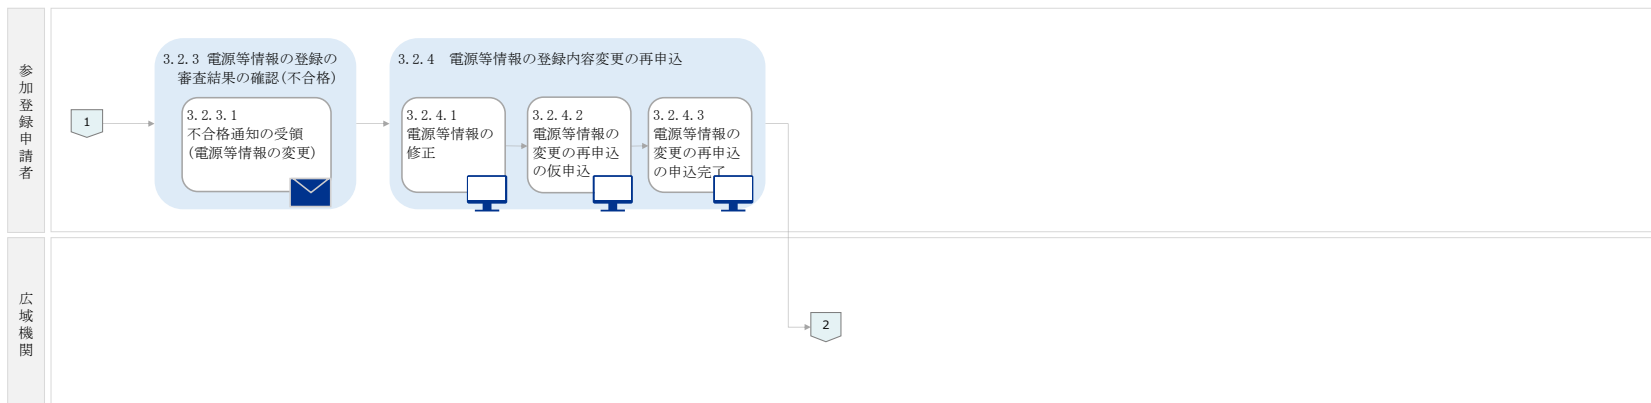 参加登録申請者
1
3.2.3 電源等情報の登録の
審査結果の確認(不合格)
3.2.3.1
不合格通知の受領
(電源等情報の変更)
3.2.4 電源等情報の登録内容変更の再申込
3.2.4.1
電源等情報の
修正
3.2.4.2
電源等情報の
変更の再申込
の仮申込
3.2.4.3
電源等情報の
変更の再申込
の申込完了
広域機関
2